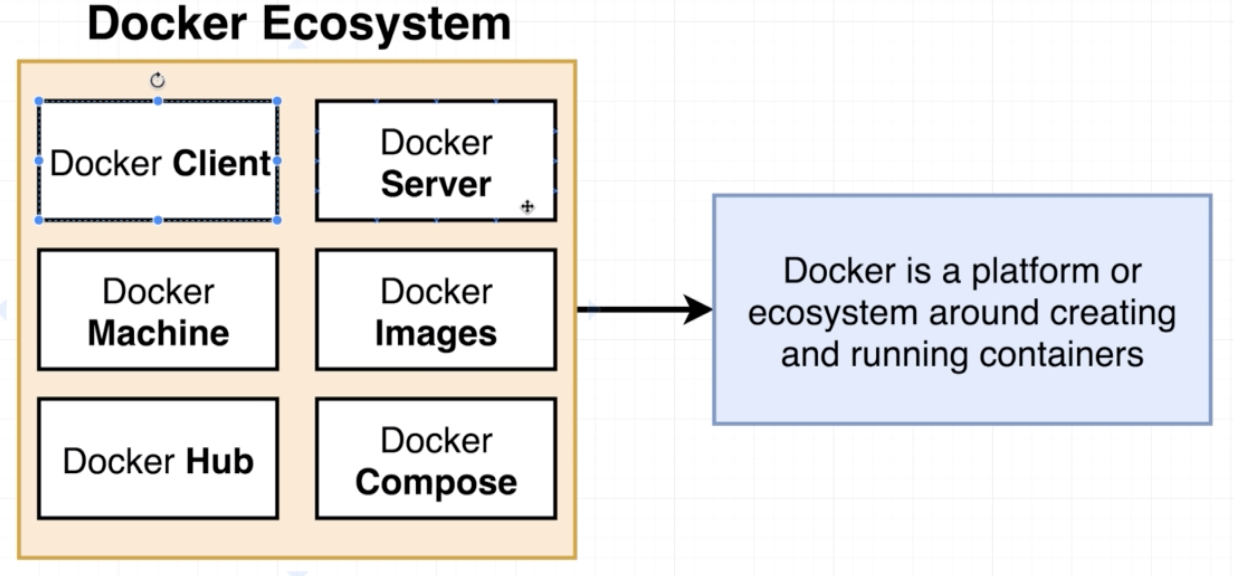 Docker Ecosystem
Docker Client
Docker
Server
Docker
Machine
Docker
Images
Docker Hub
Docker
Compose
Docker is a platform or
ecosystem around creating
and running containers